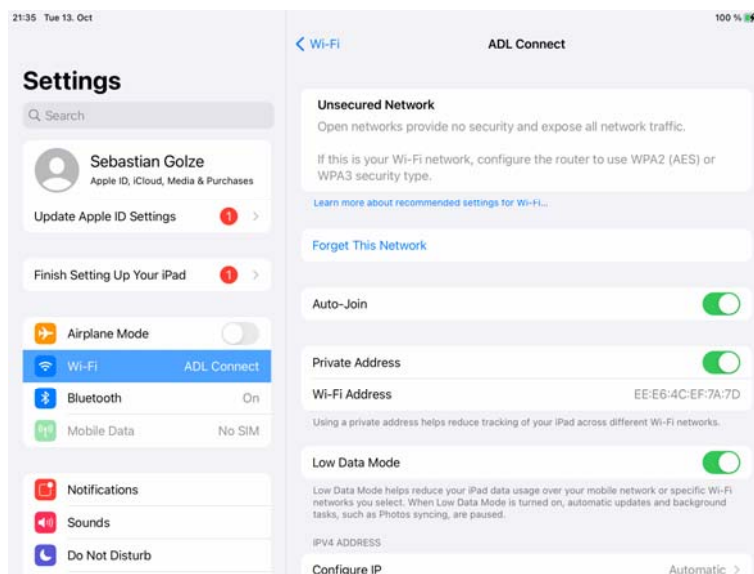 21:35 Tue 13. Oct
100 %
Settings
Search
Sebastian Golze
Apple ID, iCloud, Media & Purchases
Update Apple ID Settings 1
Finish Setting Up Your iPad 1
Airplane Mode
Wi-Fi ADL Connect
Bluetooth On
Mobile Data No SIM
Notifications
Sounds
Do Not Disturb
Wi-Fi
ADL Connect
Unsecured Network
Open networks provide no security and expose all network traffic.
If this is your Wi-Fi network, configure the router to use WPA2 (AES) or
WPA3 security type.
Learn more about recommended settings for Wi-Fi...
Forget This Network
Auto-Join
Private Address
Wi-Fi Address EE:E6:4C:EF:7A:7D
Using a private address helps reduce tracking of your iPad across different Wi-Fi networks.
Low Data Mode
Low Data Mode helps reduce your iPad data usage over your mobile network or specific Wi-Fi
networks you select. When Low Data Mode is turned on, automatic updates and background
tasks, such as Photos syncing, are paused.
IPV4 ADDRESS
Configure IP Automatic